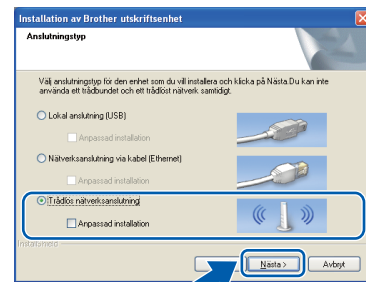 Installation av Brother utskriftsenhet
Anslutningstyp
Välj anslutningstyp för den enhet som du vill installera och klicka på Nästa.Du kan inte
använda ett trådbundet och ett trådlöst nätverk samtidigt.
Lokal anslutning (USB)
Anpassad installation
Nätverksanslutning via kabel (Ethernet)
Anpassad installation
Trådlös nätverksanslutning
Anpassad installation
InstallShield
Nästa > Avbryt